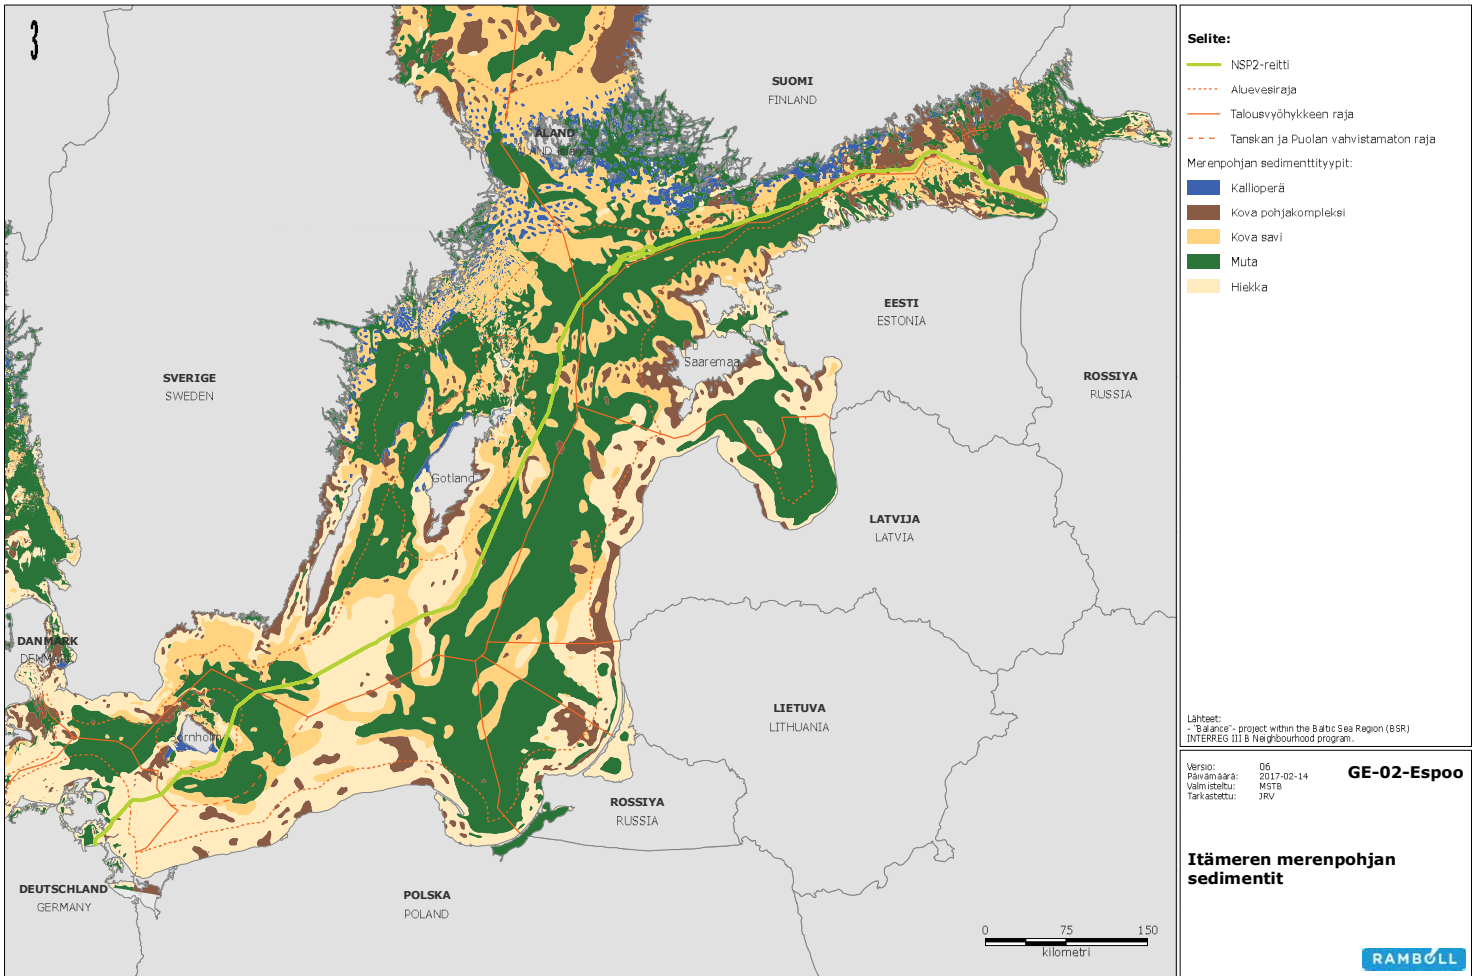 3
SUOMI
FINLAND
ÅLAND
SVERIGE
SWEDEN
EESTI
ESTONIA
Saaremaa
ROSSIYA
RUSSIA
Gotland
LATVIJA
LATVIA
DANMARK
DENMARK
LIETUVA
LITHUANIA
Bornholm
ROSSIYA
RUSSIA
DEUTSCHLAND
GERMANY
POLSKA
POLAND
0 75 150
kilometri
Selite:
NSP2-reitti
Aluevesiraja
Talousvyöhykkeen raja
Tanskan ja Puolan vahvistamaton raja
Merenpohjan sedimenttityypit:
Kallioperä
Kova pohjakompleksi
Kova savi
Muta
Hiekka
Lähteet:
- "Balance"- project within the Baltic Sea Region (BSR)
INTERREG III B Neighbourhood program.
Versio: 06
Päivämäärä: 2017-02-14
Valmisteltu: MSTB
Tarkastettu: JRV
GE-02-Espoo
Itämeren merenpohjan
sedimentit
RAMBOLL